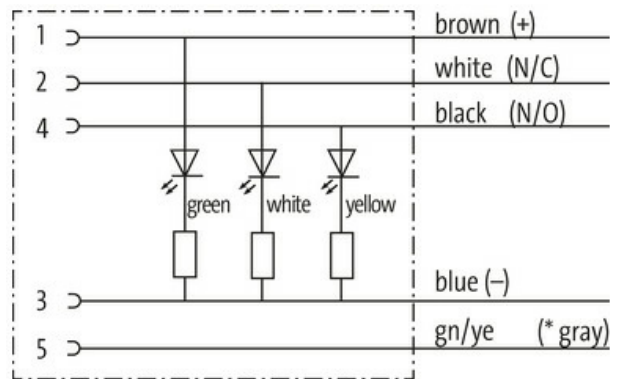 1 brown (+)
2 white (N/C)
4 black (N/O)
green white yellow
3 blue (–)
5 gn/ye (* gray)